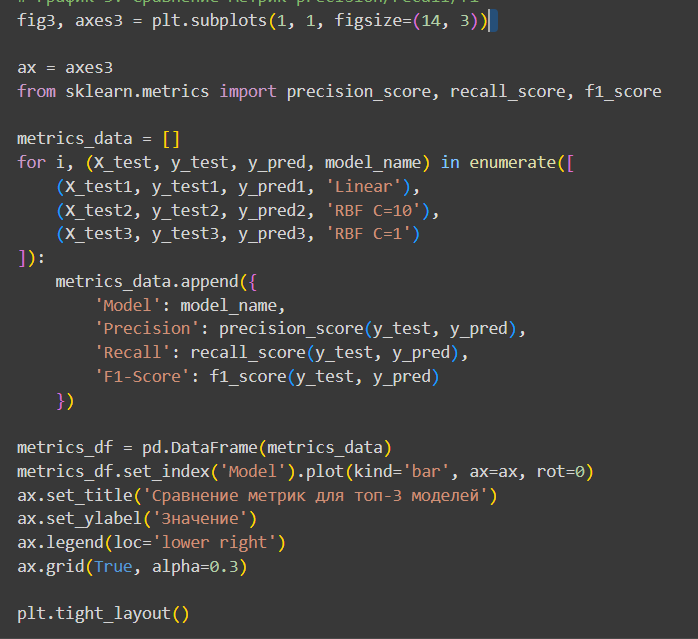 # График 3: Сравнение метрик precision/recall/f1
fig3, axes3 = plt.subplots(1, 1, figsize=(14, 3))
ax = axes3
from sklearn.metrics import precision_score, recall_score, f1_score
metrics_data = []
for i, (X_test, y_test, y_pred, model_name) in enumerate([
    (X_test1, y_test1, y_pred1, 'Linear'),
    (X_test2, y_test2, y_pred2, 'RBF C=10'),
    (X_test3, y_test3, y_pred3, 'RBF C=1')
]):
    metrics_data.append({
        'Model': model_name,
        'Precision': precision_score(y_test, y_pred),
        'Recall': recall_score(y_test, y_pred),
        'F1-Score': f1_score(y_test, y_pred)
    })
metrics_df = pd.DataFrame(metrics_data)
metrics_df.set_index('Model').plot(kind='bar', ax=ax, rot=0)
ax.set_title('Сравнение метрик для топ-3 моделей')
ax.set_ylabel('Значение')
ax.legend(loc='lower right')
ax.grid(True, alpha=0.3)
plt.tight_layout()